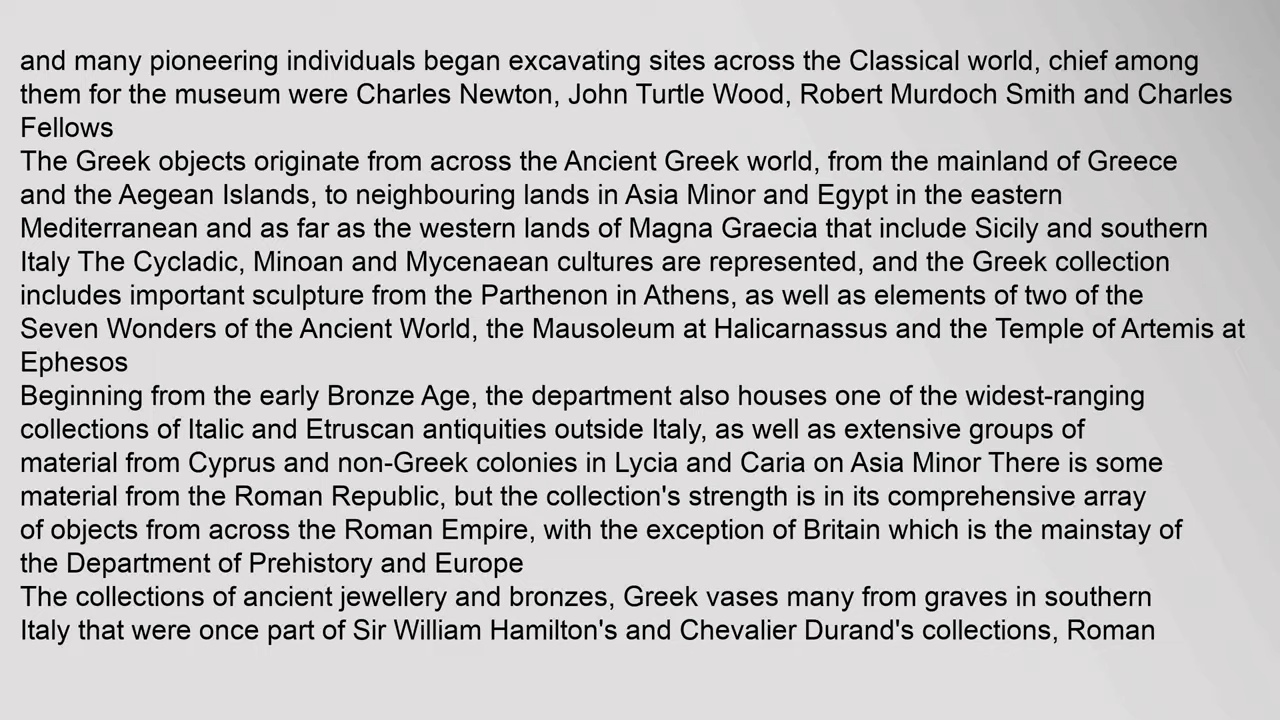 and many pioneering individuals began excavating sites across the Classical world, chief among
them for the museum were Charles Newton, John Turtle Wood, Robert Murdoch Smith and Charles
Fellows
The Greek objects originate from across the Ancient Greek world, from the mainland of Greece
and the Aegean Islands, to neighbouring lands in Asia Minor and Egypt in the eastern
Mediterranean and as far as the western lands of Magna Graecia that include Sicily and southern
Italy The Cycladic, Minoan and Mycenaean cultures are represented, and the Greek collection
includes important sculpture from the Parthenon in Athens, as well as elements of two of the
Seven Wonders of the Ancient World, the Mausoleum at Halicarnassus and the Temple of Artemis at
Ephesos
Beginning from the early Bronze Age, the department also houses one of the widest-ranging
collections of Italic and Etruscan antiquities outside Italy, as well as extensive groups of
material from Cyprus and non-Greek colonies in Lycia and Caria on Asia Minor There is some
material from the Roman Republic, but the collection's strength is in its comprehensive array
of objects from across the Roman Empire, with the exception of Britain which is the mainstay of
the Department of Prehistory and Europe
The collections of ancient jewellery and bronzes, Greek vases many from graves in southern
Italy that were once part of Sir William Hamilton's and Chevalier Durand's collections, Roman